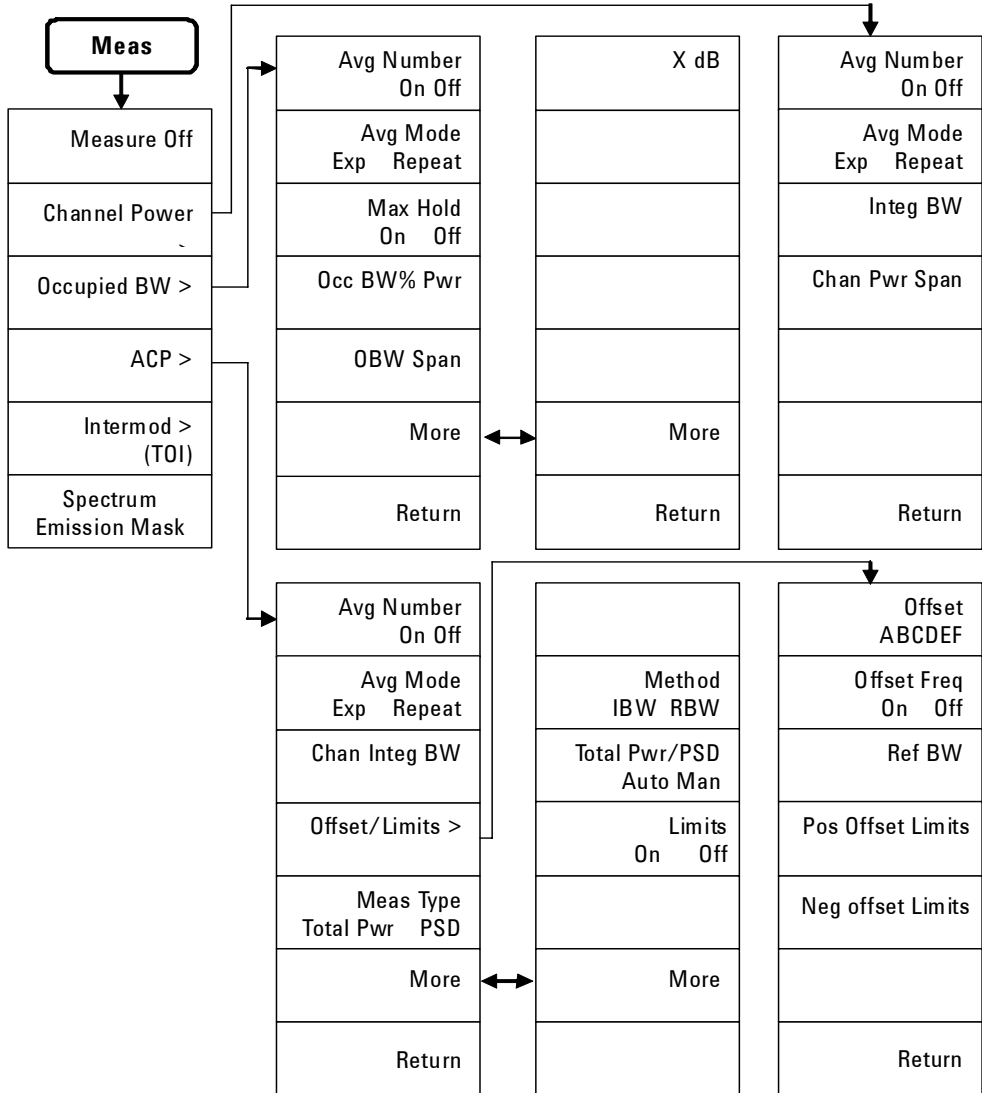 Meas
Measure Off
Channel Power
>
Occupied BW >
ACP >
Intermod >
(TOI)
Spectrum
Emission Mask
Avg Number
On Off
Avg Mode
Exp Repeat
Max Hold
On Off
Occ BW% Pwr
OBW Span
More
Return
X dB
More
Return
Avg Number
On Off
Avg Mode
Exp Repeat
Integ BW
Chan Pwr Span
Return
Avg Number
On Off
Avg Mode
Exp Repeat
Chan Integ BW
Offset/Limits >
Meas Type
Total Pwr PSD
More
Return
Method
IBW RBW
Total Pwr/PSD
Auto Man
Limits
On Off
More
Offset
ABCDEF
Offset Freq
On Off
Ref BW
Pos Offset Limits
Neg offset Limits
Return